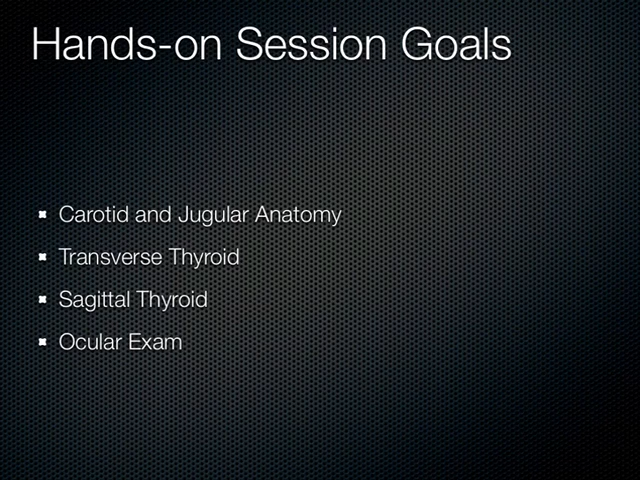 Hands-on Session Goals
Carotid and Jugular Anatomy
Transverse Thyroid
Sagittal Thyroid
Ocular Exam